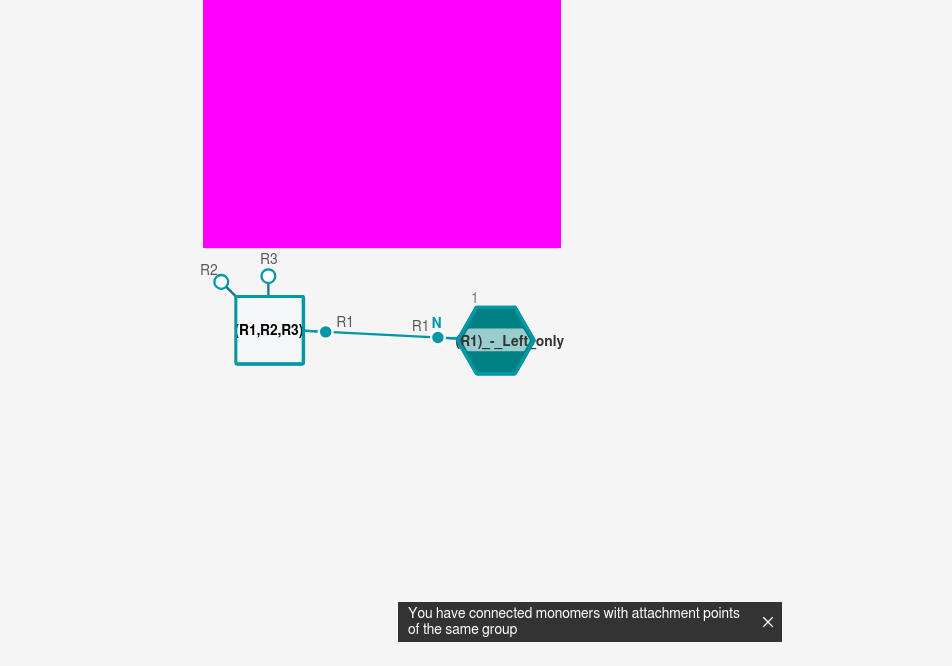 R3
R2
1
R1
R1 N
(R1,R2,R3)
(R1)_-_Left_only
You have connected monomers with attachment points
of the same group